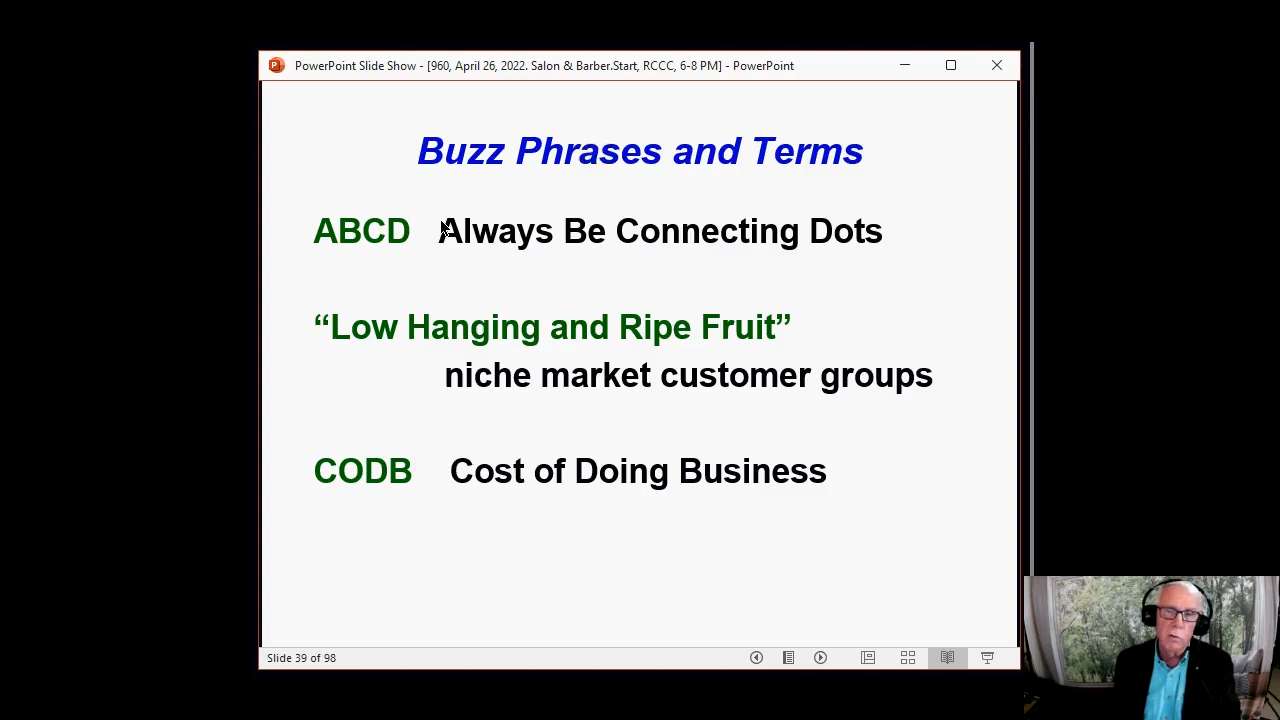 PowerPoint Slide Show - [960, April 26, 2022. Salon & Barber.Start, RCCC, 6-8 PM] - PowerPoint
Buzz Phrases and Terms
ABCD Always Be Connecting Dots
“Low Hanging and Ripe Fruit”
niche market customer groups
CODB Cost of Doing Business
Slide 39 of 98